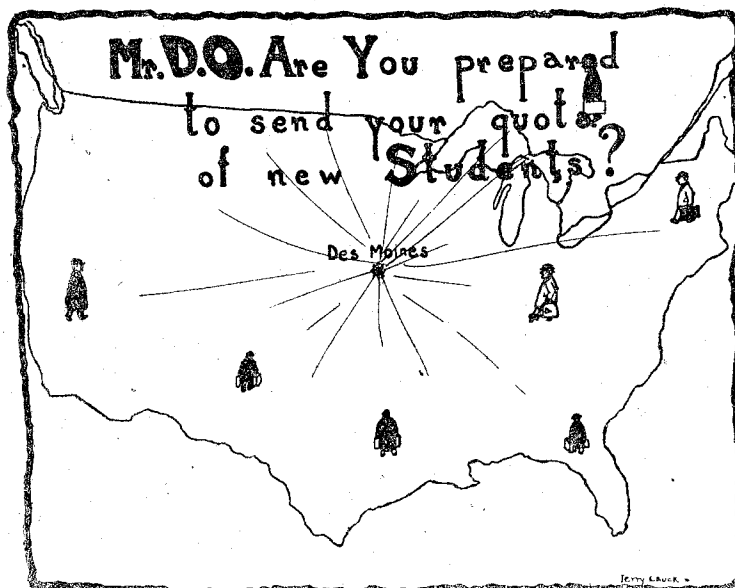 Mr. D.O. Are You prepared
to send your quota
of new Students?
Des Moines